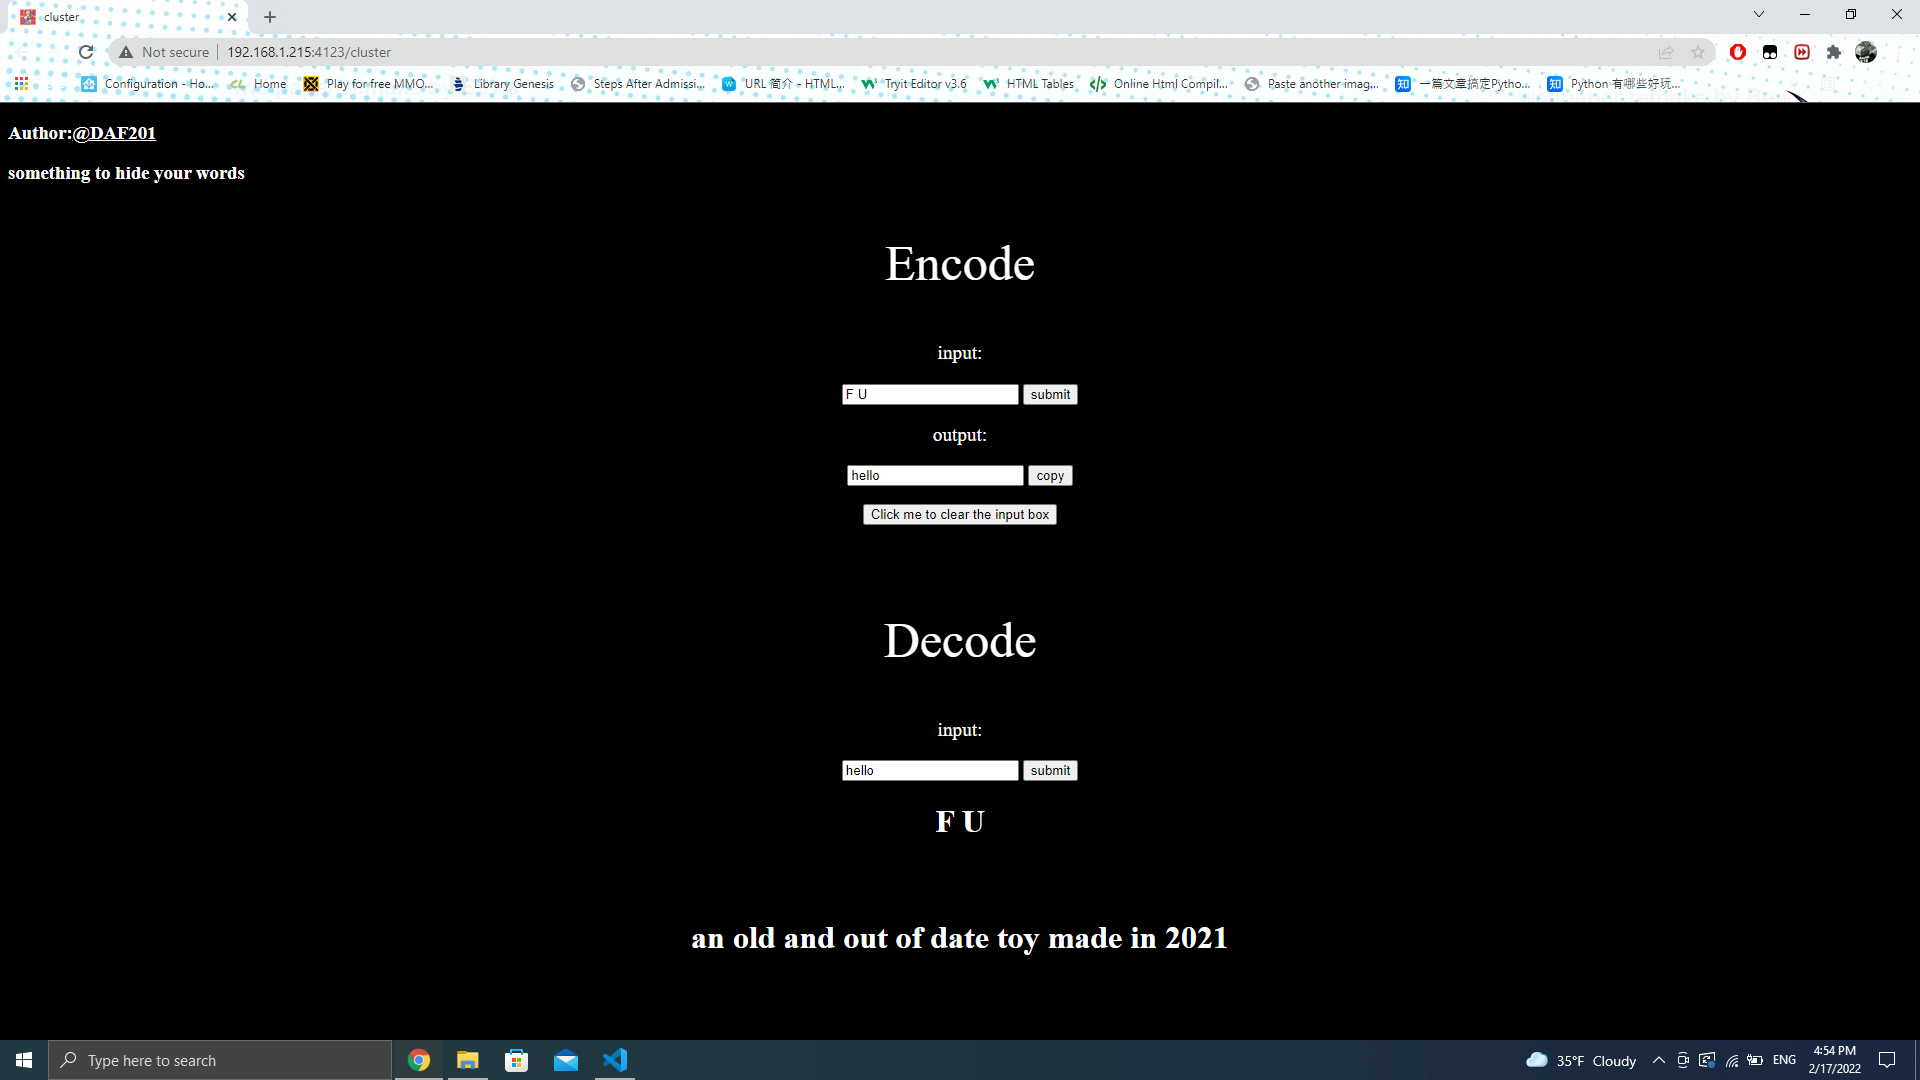 cluster
Not secure 192.168.1.215:4123/cluster
Configuration - Ho... Home Play for free MMO... Library Genesis Steps After Admissi... URL 简介 - HTML... Tryit Editor v3.6 HTML Tables Online Html Compil... Paste another imag... 一篇文章搞定Pytho... Python 有哪些好玩...
Author:@DAF201
something to hide your words
Encode
input:
F U submit
output:
hello copy
Click me to clear the input box
Decode
input:
hello submit
F U
an old and out of date toy made in 2021
Type here to search
35°F Cloudy
ENG
4:54 PM
2/17/2022